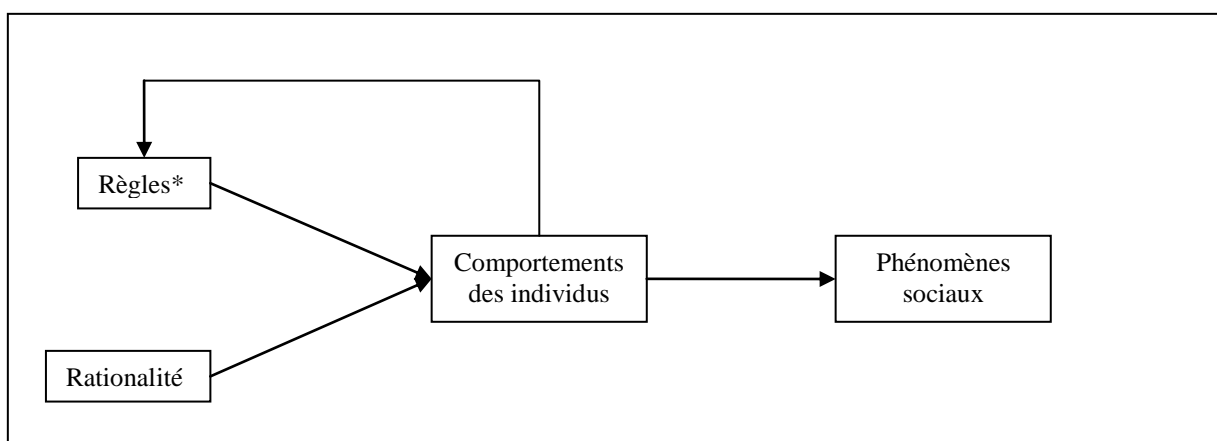 Règles*
Comportements
des individus
Phénomènes
sociaux
Rationalité